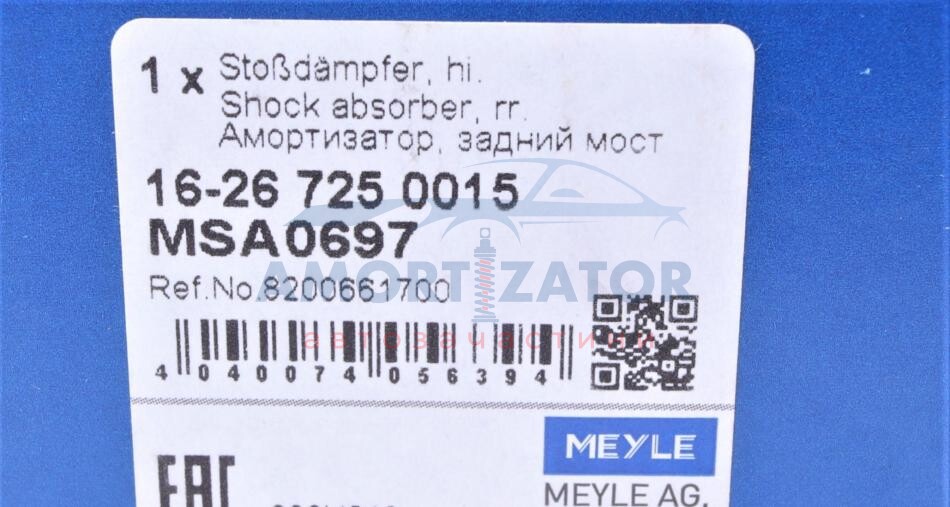 1 x Stoßdämpfer, hi.
Shock absorber, rr.
Амортизатор, задний мост
16-26 725 0015
MSA0697
AMORTIZATOR
Ref.No.8200661700
автозапчастини
4 040074 056394
MEYLE
EAC
MEYLE AG,